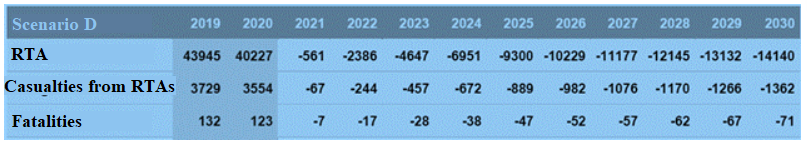 Scenario D 2019 2020 2021 2022 2023 2024 2025 2026 2027 2028 2029 2030
RTA 43945 40227 -561 -2386 -4647 -6951 -9300 -10229 -11177 -12145 -13132 -14140
Casualties from RTAs 3729 3554 -67 -244 -457 -672 -889 -982 -1076 -1170 -1266 -1362
Fatalities 132 123 -7 -17 -28 -38 -47 -52 -57 -62 -67 -71